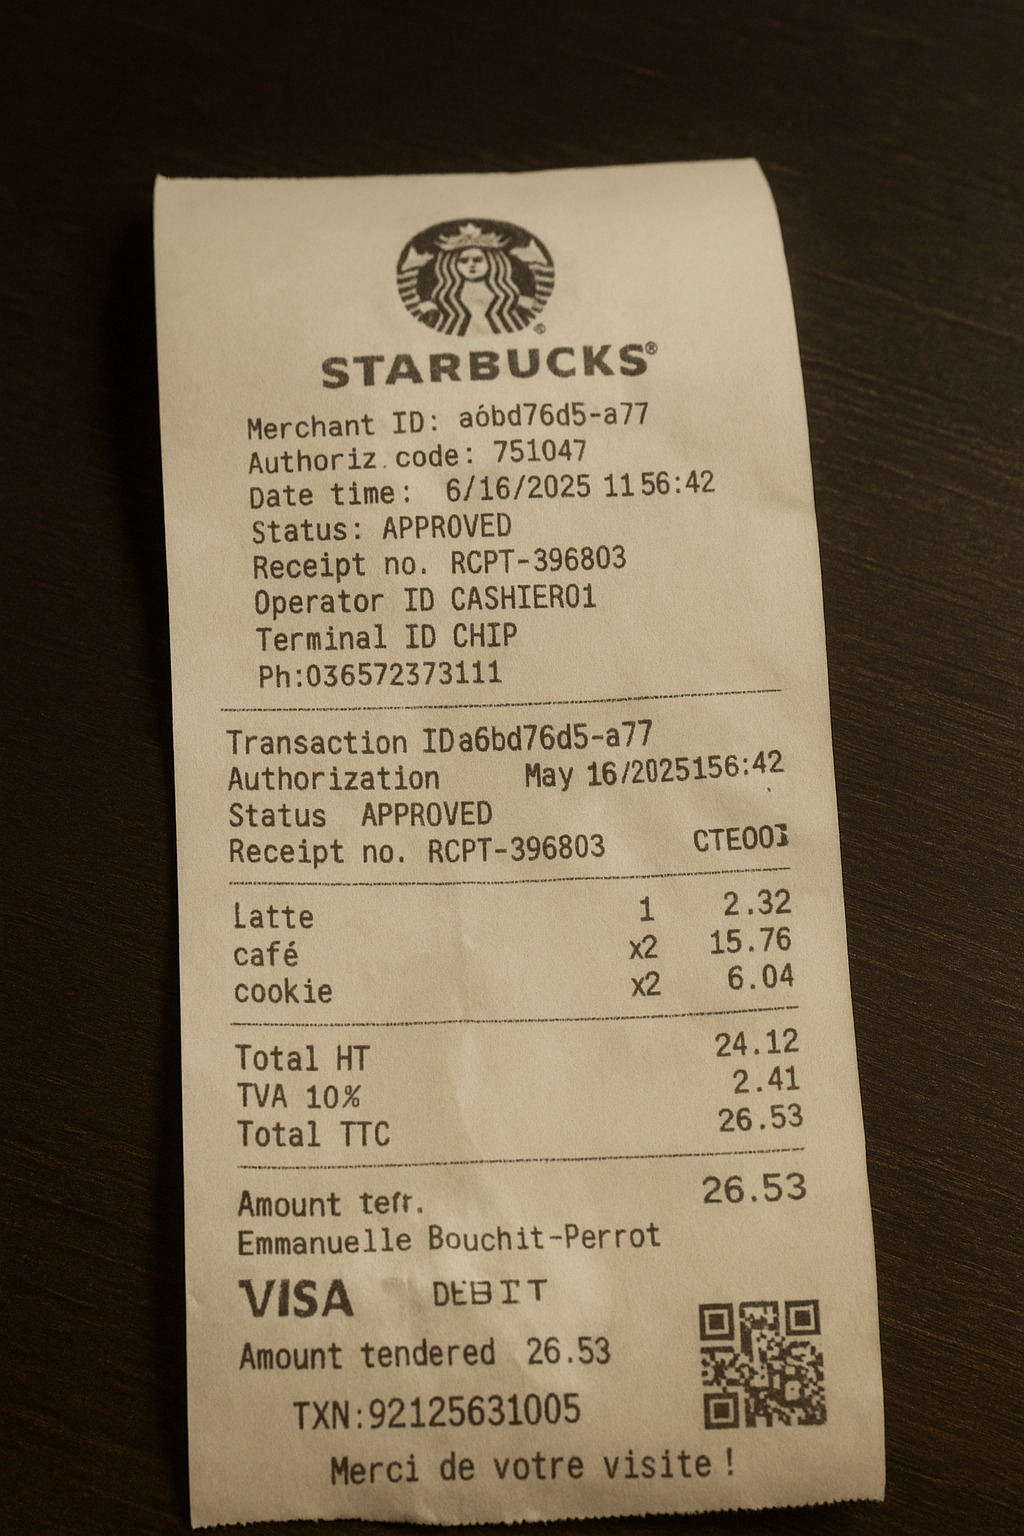 STARBUCKS®
Merchant ID: aóbd76d5-a77
Authoriz.code: 751047
Date time: 6/16/2025 11 56:42
Status: APPROVED
Receipt no. RCPT-396803
Operator ID CASHIER01
Terminal ID CHIP
Ph:036572373111
Transaction IDa6bd76d5-a77
Authorization May 16/2025156:42
Status APPROVED
Receipt no. RCPT-396803 CTE001
Latte 1 2.32
café x2 15.76
cookie x2 6.04
Total HT 24.12
TVA 10% 2.41
Total TTC 26.53
Amount tefr. 26.53
Emmanuelle Bouchit-Perrot
VISA DEBIT
Amount tendered 26.53
TXN:92125631005
Merci de votre visite !